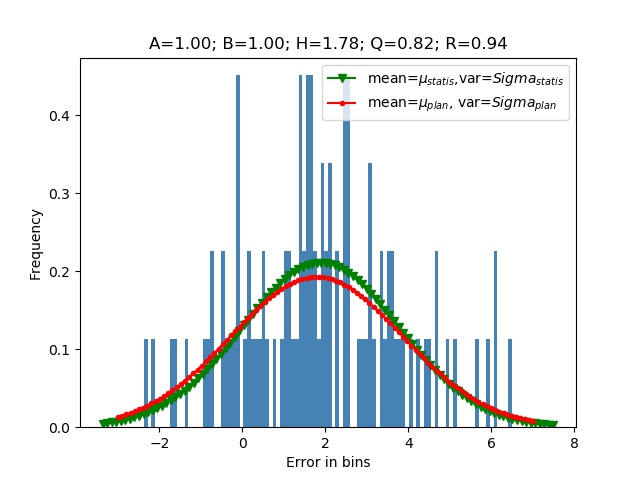 A=1.00; B=1.00; H=1.78; Q=0.82; R=0.94
mean=μstatis,var=Sigmastatis
mean=μplan, var=Sigmaplan
0.4
0.3
0.2
0.1
0.0
Frequency
−2 0 2 4 6 8
Error in bins